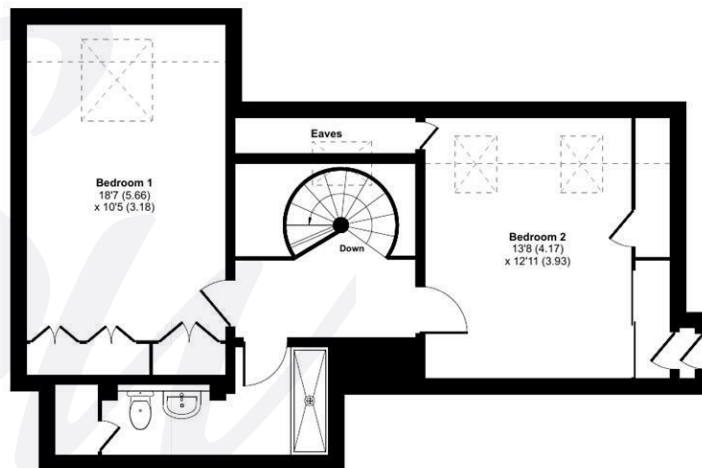 Eaves
Bedroom 1
18'7 (5.66)
x 10'5 (3.18)
Down
Bedroom 2
13'8 (4.17)
x 12'11 (3.93)